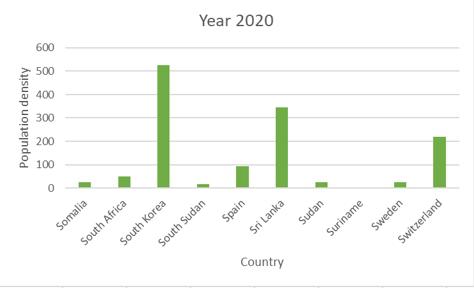 Year 2020
600
500
400
300
200
100
0
Population density
Somalia
South Africa
South Korea
South Sudan
Spain
Sri Lanka
Sudan
Suriname
Sweden
Switzerland
Country